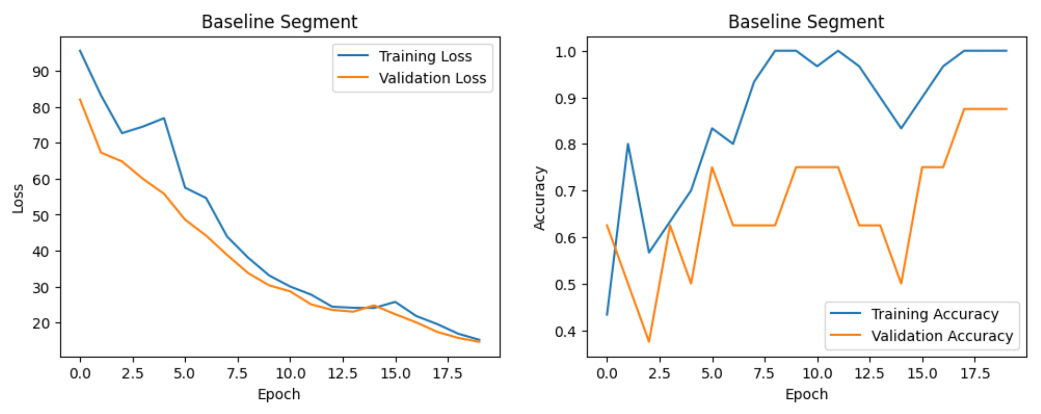 Baseline Segment
Training Loss
Validation Loss
90
80
70
60
50
40
30
20
Loss
0.0 2.5 5.0 7.5 10.0 12.5 15.0 17.5
Epoch
Baseline Segment
1.0
0.9
0.8
0.7
0.6
0.5
0.4
Accuracy
Training Accuracy
Validation Accuracy
0.0 2.5 5.0 7.5 10.0 12.5 15.0 17.5
Epoch